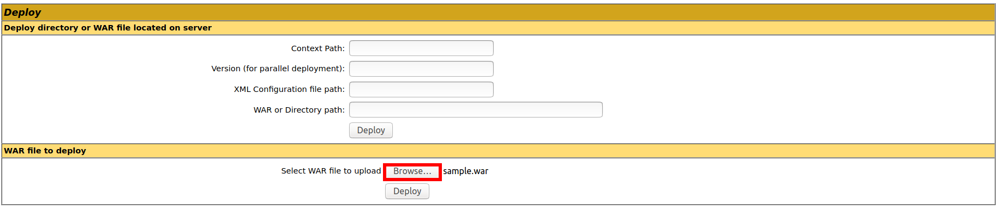 Deploy
Deploy directory or WAR file located on server
Context Path:
Version (for parallel deployment):
XML Configuration file path:
WAR or Directory path:
Deploy
WAR file to deploy
Select WAR file to upload Browse... sample.war
Deploy